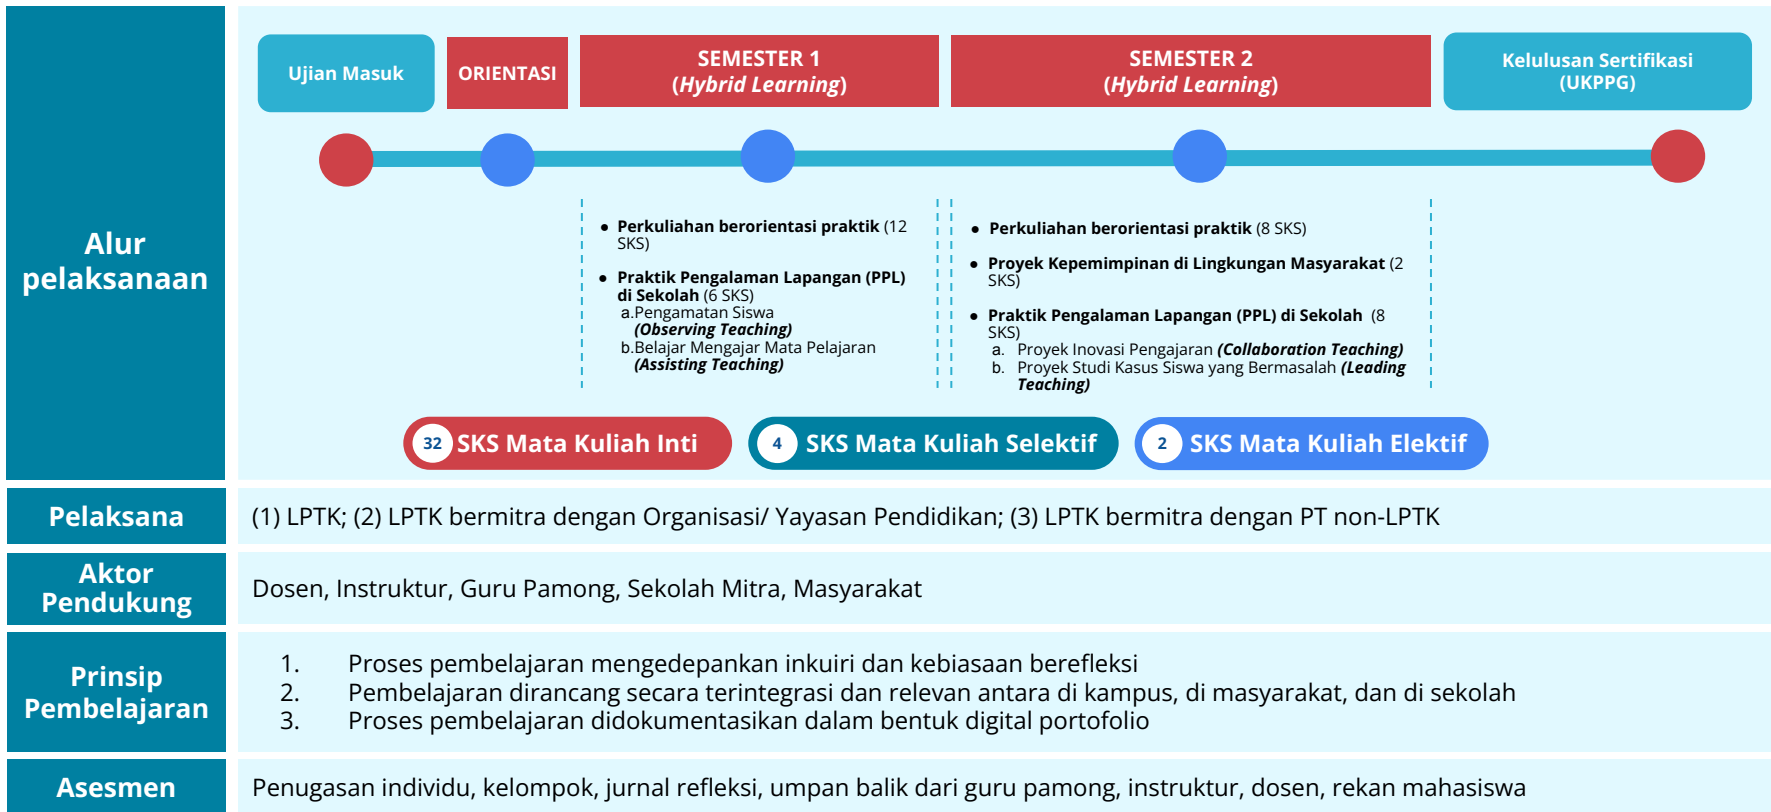 Alur
pelaksanaan
Ujian Masuk
ORIENTASI
SEMESTER 1
(Hybrid Learning)
SEMESTER 2
(Hybrid Learning)
Kelulusan Sertifikasi
(UKPPG)
● Perkuliahan berorientasi praktik (12
SKS)
● Praktik Pengalaman Lapangan (PPL)
di Sekolah (6 SKS)
a.Pengamatan Siswa
(Observing Teaching)
b.Belajar Mengajar Mata Pelajaran
(Assisting Teaching)
● Perkuliahan berorientasi praktik (8 SKS)
● Proyek Kepemimpinan di Lingkungan Masyarakat (2
SKS)
● Praktik Pengalaman Lapangan (PPL) di Sekolah (8
SKS)
a. Proyek Inovasi Pengajaran (Collaboration Teaching)
b. Proyek Studi Kasus Siswa yang Bermasalah (Leading
Teaching)
32 SKS Mata Kuliah Inti
4 SKS Mata Kuliah Selektif
2 SKS Mata Kuliah Elektif
Pelaksana
(1) LPTK; (2) LPTK bermitra dengan Organisasi/ Yayasan Pendidikan; (3) LPTK bermitra dengan PT non-LPTK
Aktor
Pendukung
Dosen, Instruktur, Guru Pamong, Sekolah Mitra, Masyarakat
Prinsip
Pembelajaran
1. Proses pembelajaran mengedepankan inkuiri dan kebiasaan berefleksi
2. Pembelajaran dirancang secara terintegrasi dan relevan antara di kampus, di masyarakat, dan di sekolah
3. Proses pembelajaran didokumentasikan dalam bentuk digital portofolio
Asesmen
Penugasan individu, kelompok, jurnal refleksi, umpan balik dari guru pamong, instruktur, dosen, rekan mahasiswa